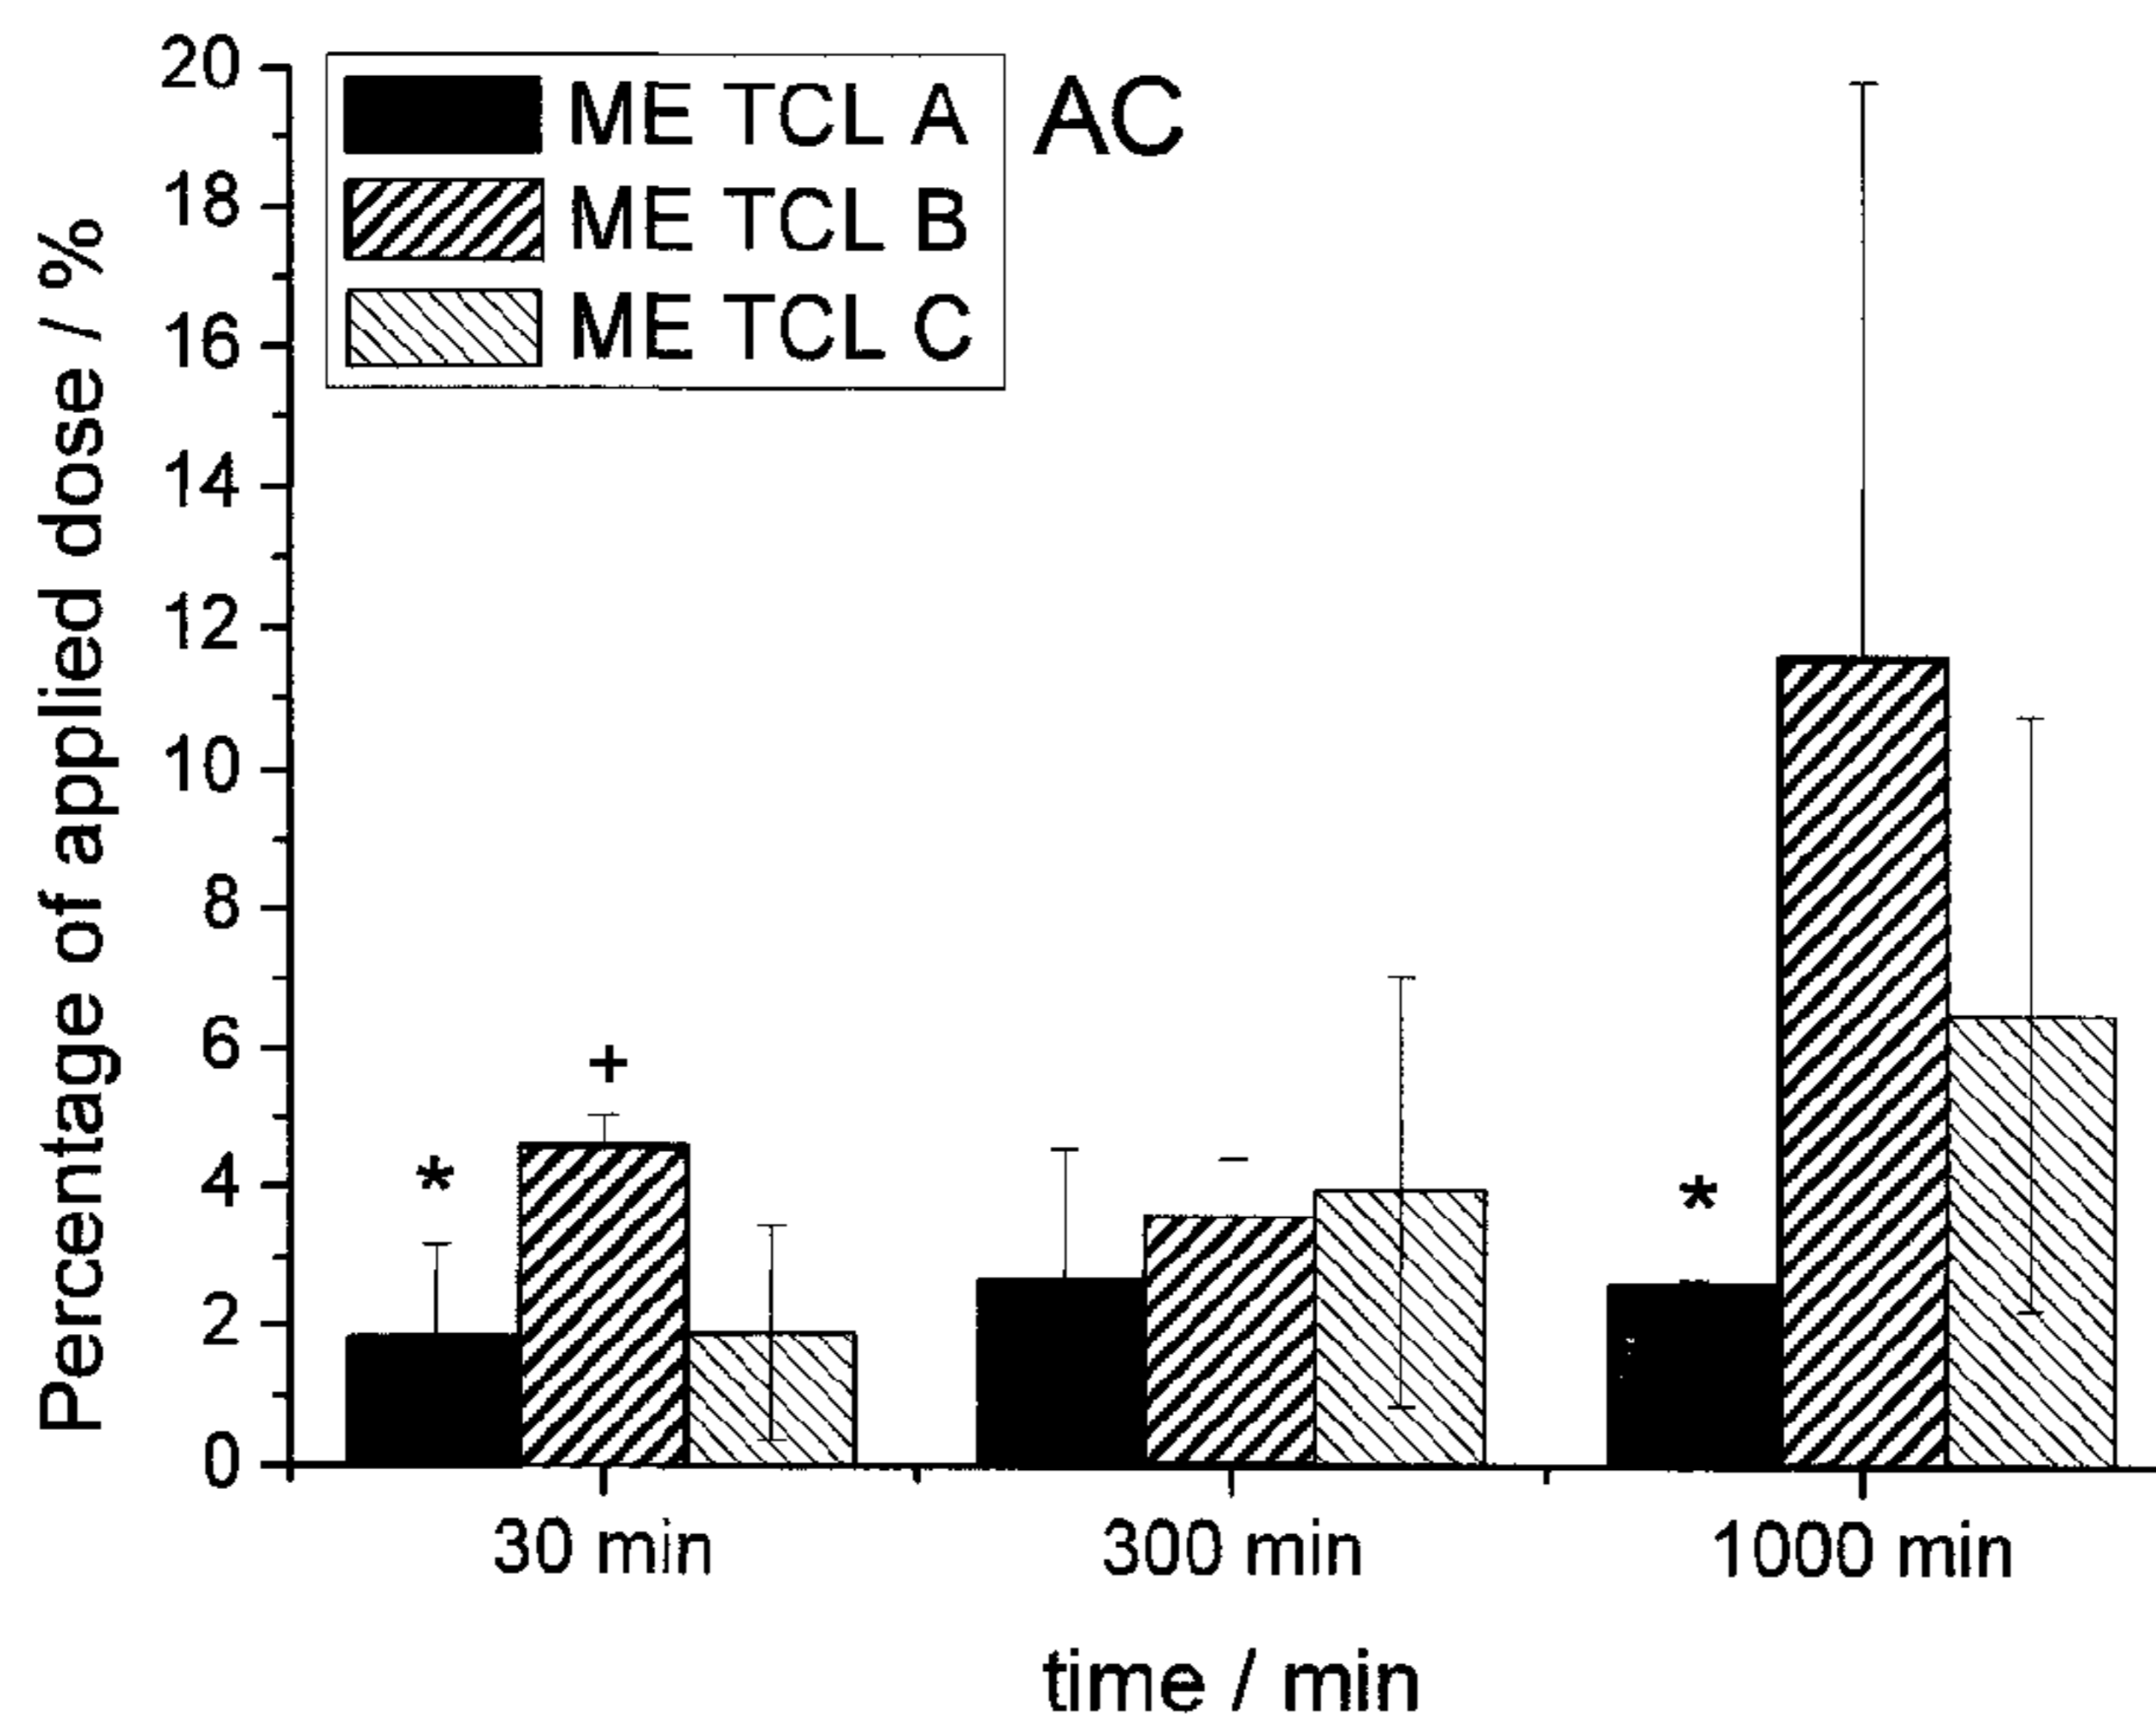 Percentage of applied dose / %
20
18
16
14
12
10
8
6
4
2
0
ME TCL A
ME TCL B
ME TCL C
AC
*
+
*
30 min
300 min
1000 min
time / min